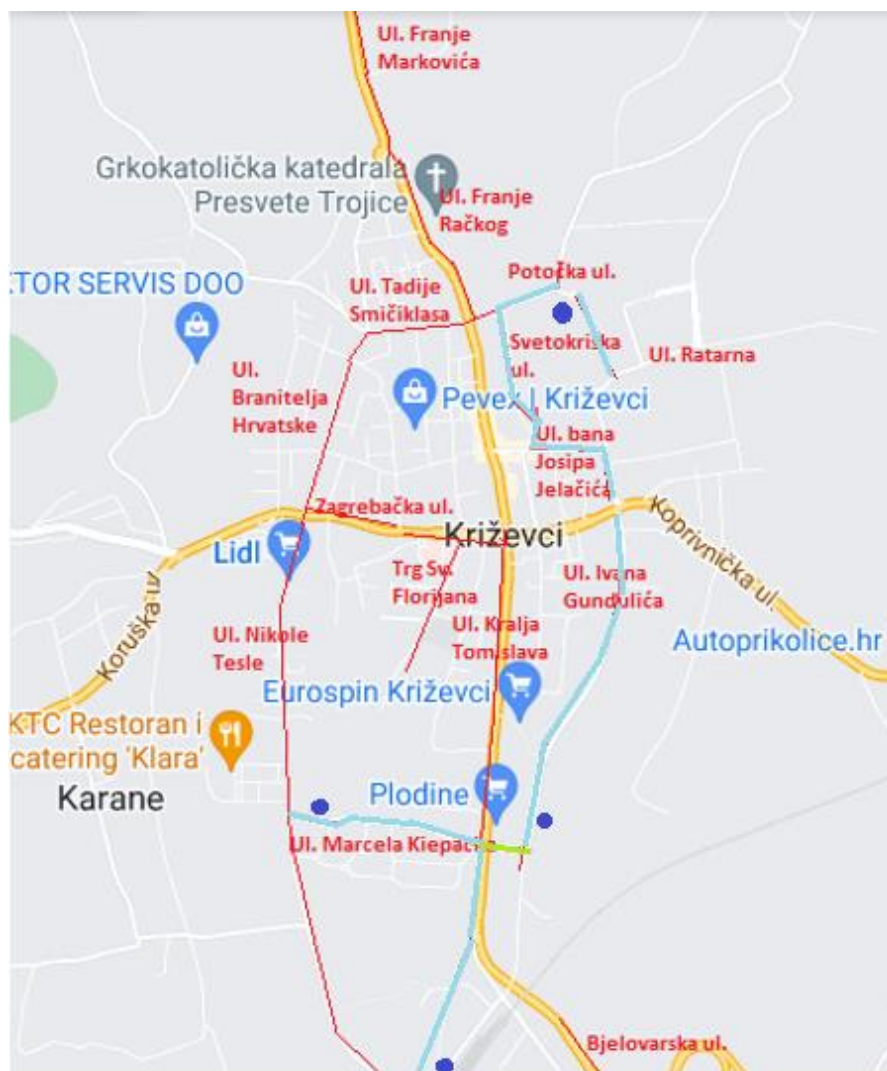 Ul. Franje
Markovića
Grkokatolička katedrala
Presvete Trojice
Ul. Franje
Račkog
Potočka ul.
TOR SERVIS DOO
Ul. Tadije
Smičiklasa
Svetokriska
ul.
Ul. Ratarna
Ul.
Branitelja
Hrvatske
Pevex | Križevci
Ul. bana
Josipa
Jelačića
Zagrebačka ul.
Križevci
Koprivnička ul.
Lidl
Trg Sv.
Florijana
Ul. Ivana
Gundulića
Koruška ul.
Ul. Nikole
Tesle
Ul. Kralja
Tomislava
Autoprikolice.hr
Eurospin Križevci
KTC Restoran i
catering 'Klara'
Karane
Plodine
Ul. Marcela
Bjelovarska ul.